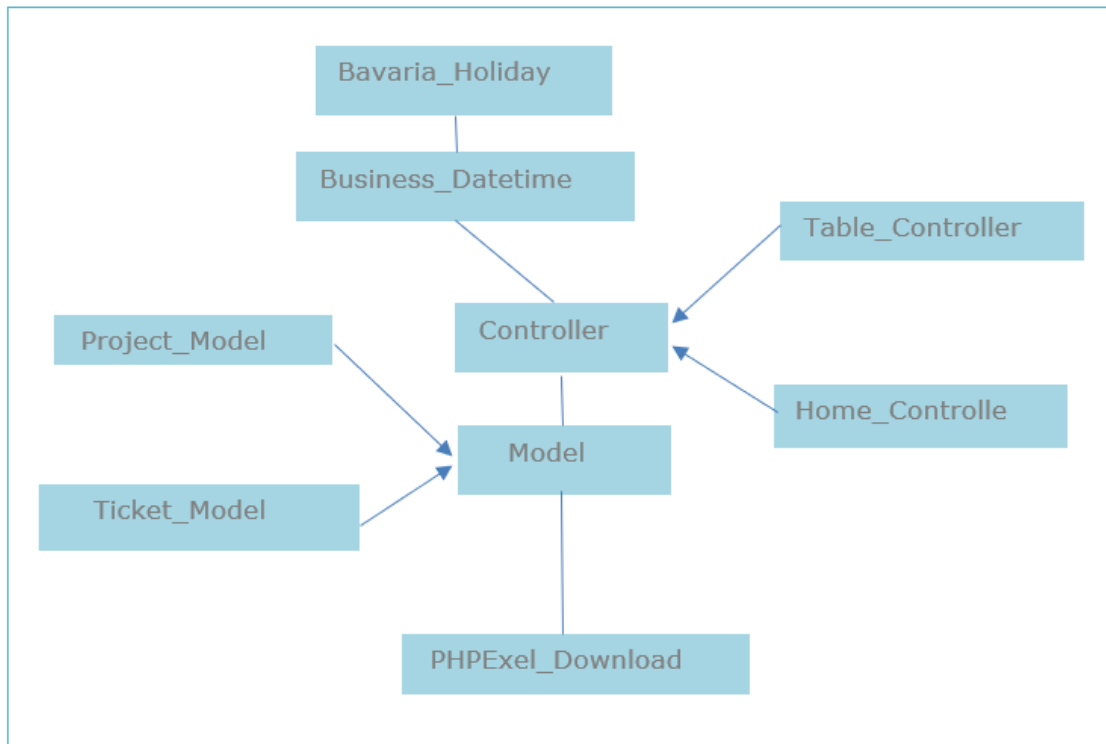 Bavaria_Holiday
Business_Datetime
Table_Controller
Controller
Project_Model
Home_Controlle
Model
Ticket_Model
PHPExel_Download